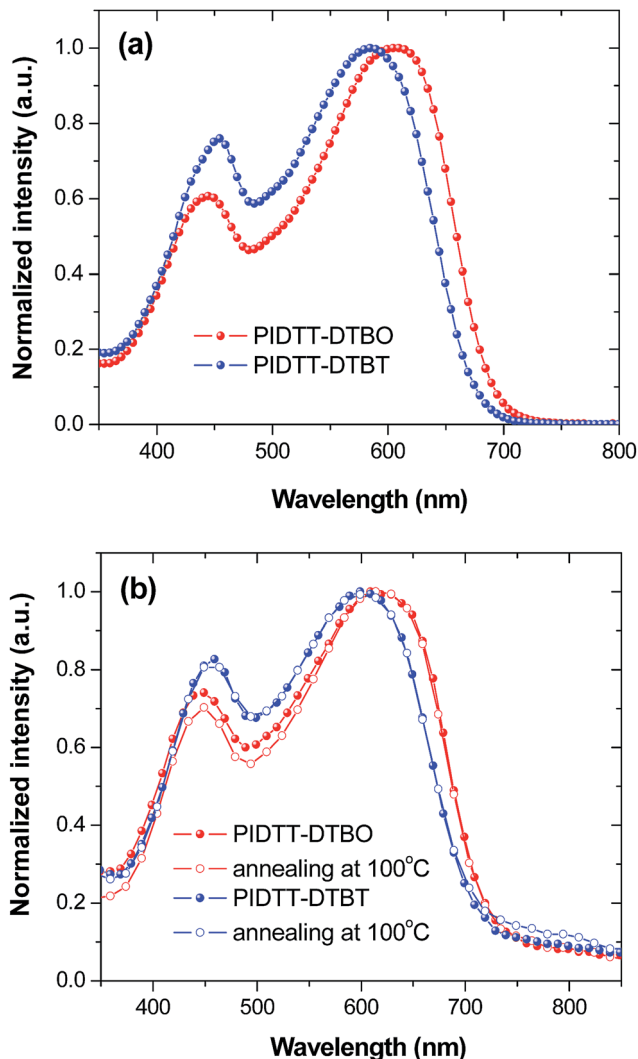 (a)
Normalized intensity (a.u.)
1.0
0.8
0.6
0.4
0.2
0.0
PIDTT-DTBO
PIDTT-DTBT
400 500 600 700 800
Wavelength (nm)
(b)
Normalized intensity (a.u.)
1.0
0.8
0.6
0.4
0.2
0.0
PIDTT-DTBO
annealing at 100°C
PIDTT-DTBT
annealing at 100°C
400 500 600 700 800
Wavelength (nm)